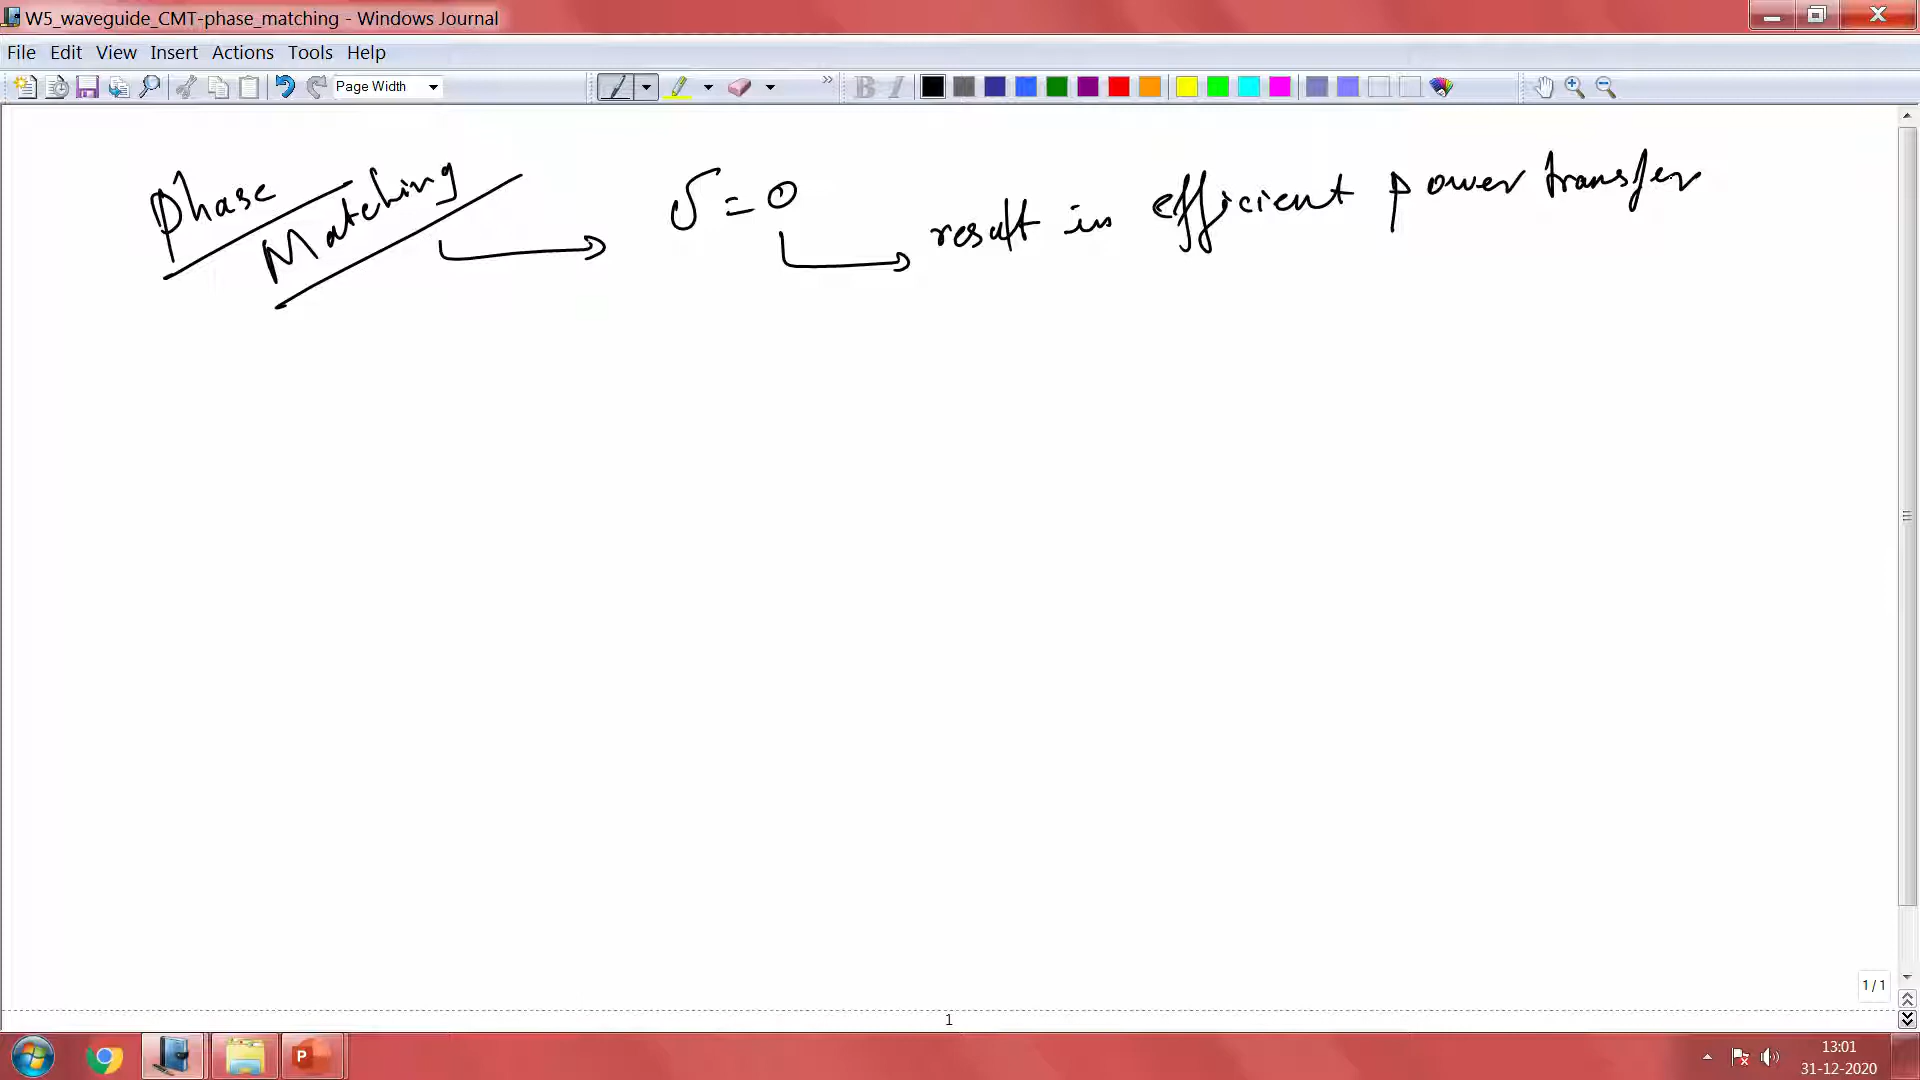 W5_waveguide_CMT-phase_matching - Windows Journal
File Edit View Insert Actions Tools Help
Page Width
B I
Phase
Matching
δ = 0
result in efficient power transfer
1 / 1
1
P
13:01
31-12-2020